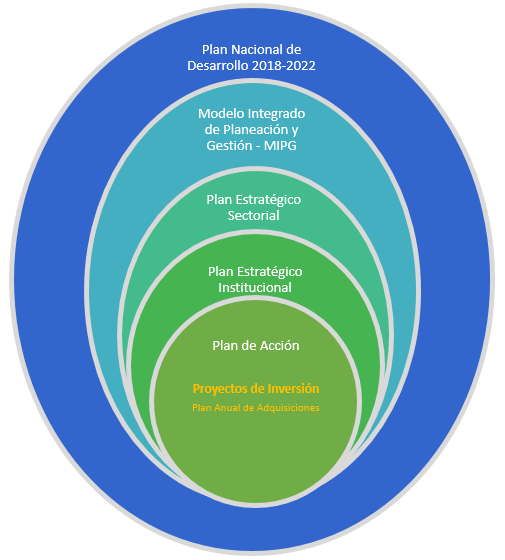 Plan Nacional de
Desarrollo 2018-2022
Modelo Integrado
de Planeación y
Gestión - MIPG
Plan Estratégico
Sectorial
Plan Estratégico
Institucional
Plan de Acción
Proyectos de Inversión
Plan Anual de Adquisiciones